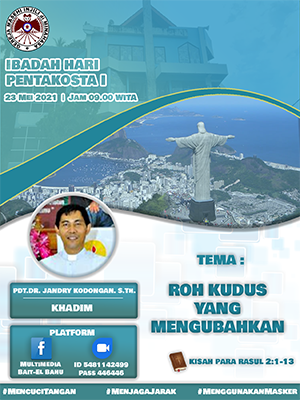 IBADAH HARI
PENTAKOSTA I
23 MEI 2021 | JAM 09.00 WITA
TEMA :
ROH KUDUS
YANG
MENGUBAHKAN
KISAH PARA RASUL 2:1-13
PDT.DR. JANDRY KODONGAN. S.TH.
KHADIM
PLATFORM
MULTIMEDIA
BAIT-EL BAHU
ID 5481142499
PASS 446446
#MENCUCITANGAN
#MENJAGAJARAK
#MENGGUNAKANMASKER